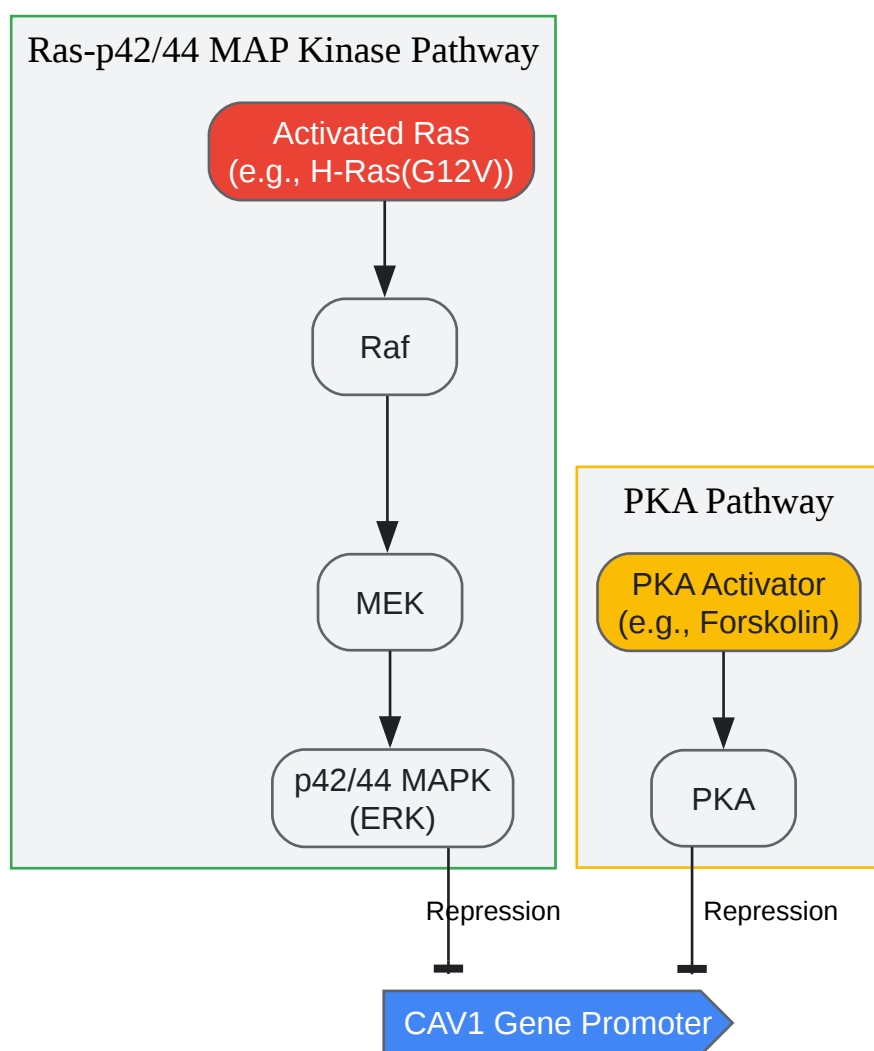 Ras-p42/44 MAP Kinase Pathway
Activated Ras
(e.g., H-Ras(G12V))
Raf
MEK
p42/44 MAPK
(ERK)
PKA Pathway
PKA Activator
(e.g., Forskolin)
PKA
Repression
Repression
CAV1 Gene Promoter